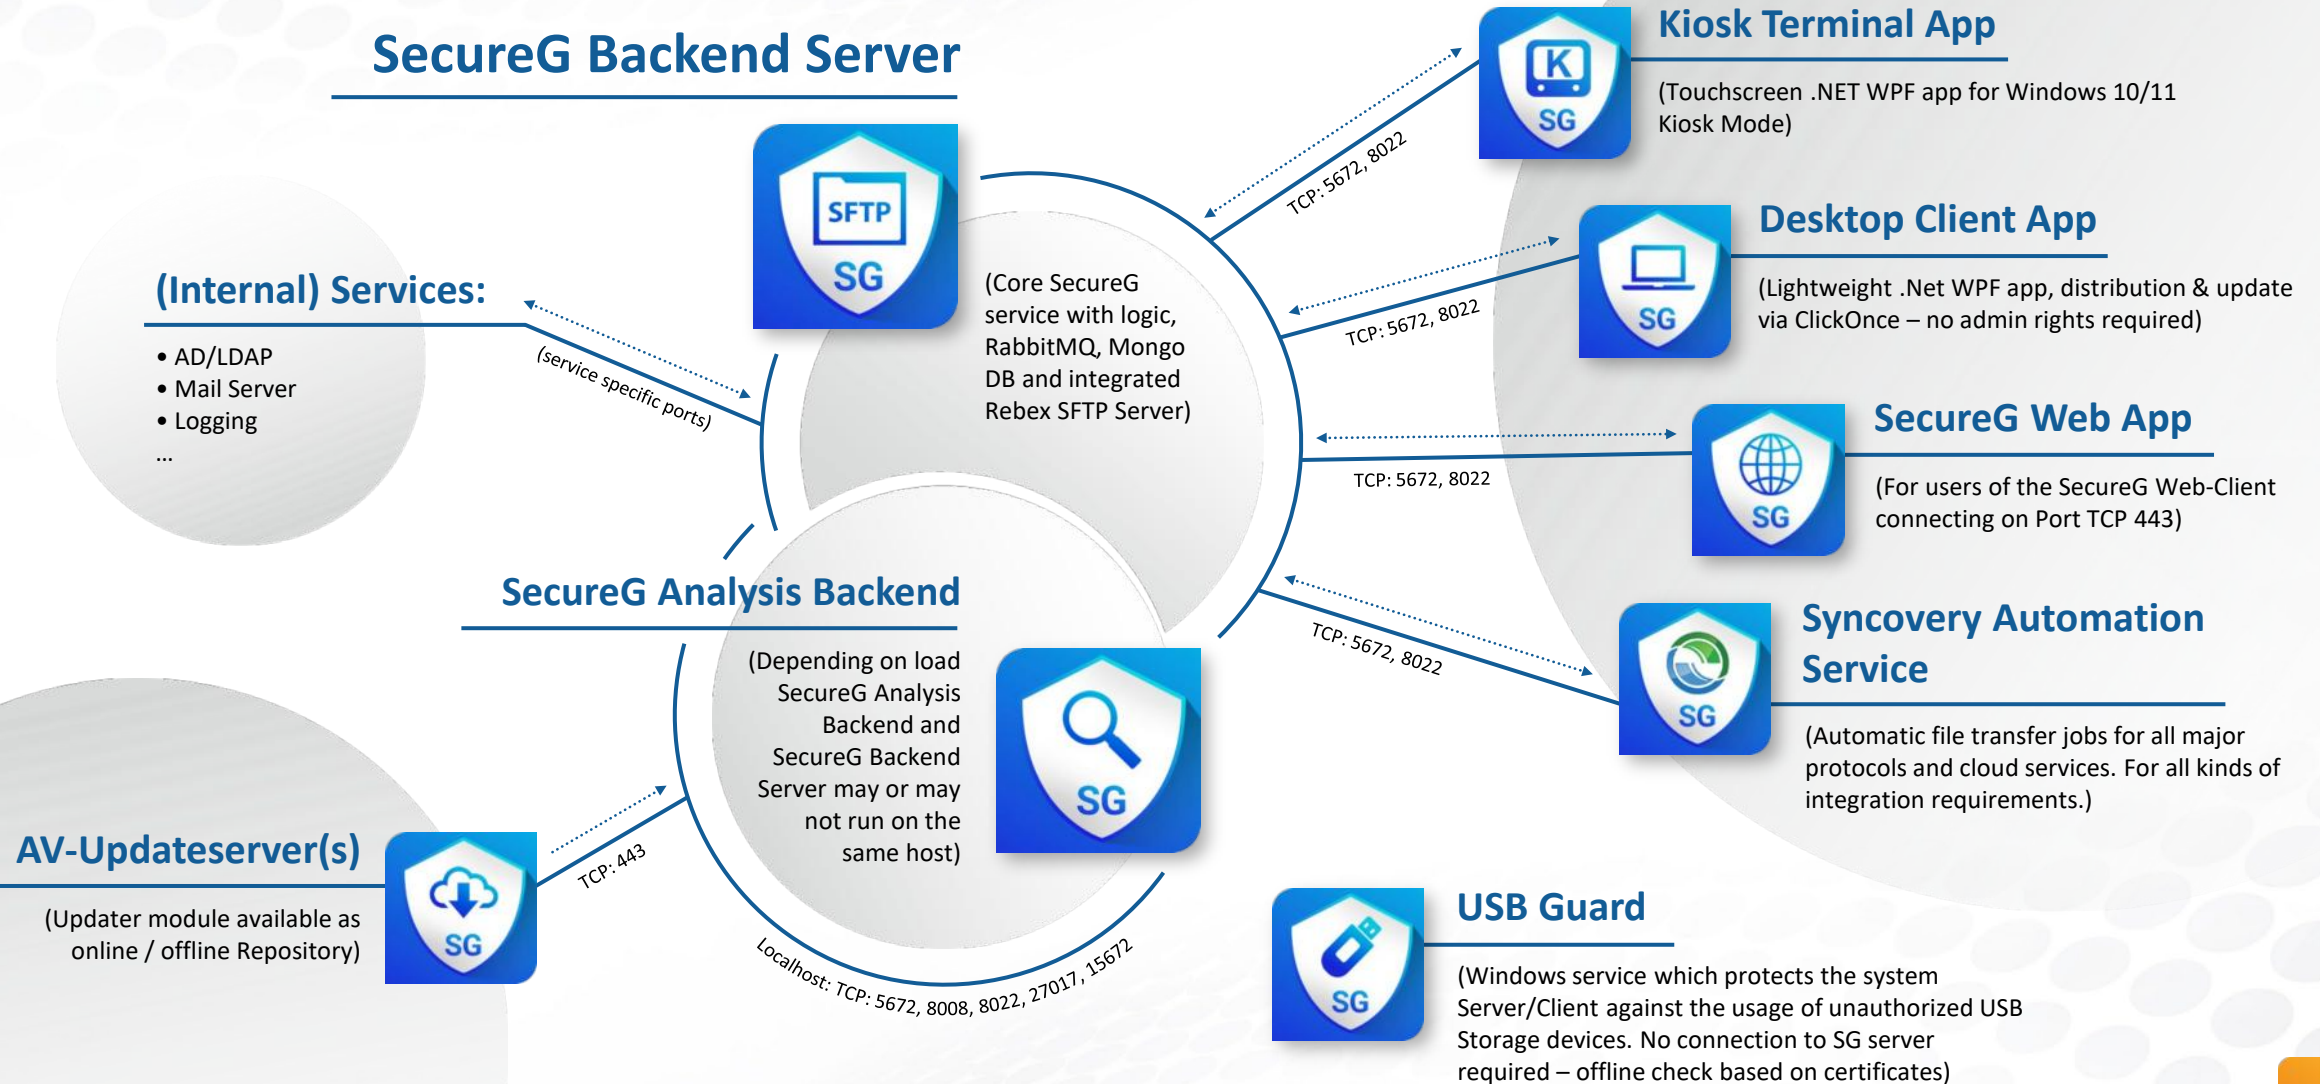 SecureG Backend Server
SFTP
SG
(Core SecureG
service with logic,
RabbitMQ, Mongo
DB and integrated
Rebex SFTP Server)
(Internal) Services:
• AD/LDAP
• Mail Server
• Logging
...
(service specific ports)
SecureG Analysis Backend
(Depending on load
SecureG Analysis
Backend and
SecureG Backend
Server may or may
not run on the
same host)
SG
Localhost: TCP: 5672, 8008, 8022, 27017, 15672
AV-Updateserver(s)
(Updater module available as
online / offline Repository)
SG
TCP: 443
K
SG
Kiosk Terminal App
(Touchscreen .NET WPF app for Windows 10/11
Kiosk Mode)
TCP: 5672, 8022
SG
Desktop Client App
(Lightweight .Net WPF app, distribution & update
via ClickOnce – no admin rights required)
TCP: 5672, 8022
SG
SecureG Web App
(For users of the SecureG Web-Client
connecting on Port TCP 443)
TCP: 5672, 8022
SG
Syncovery Automation
Service
(Automatic file transfer jobs for all major
protocols and cloud services. For all kinds of
integration requirements.)
TCP: 5672, 8022
SG
USB Guard
(Windows service which protects the system
Server/Client against the usage of unauthorized USB
Storage devices. No connection to SG server
required – offline check based on certificates)